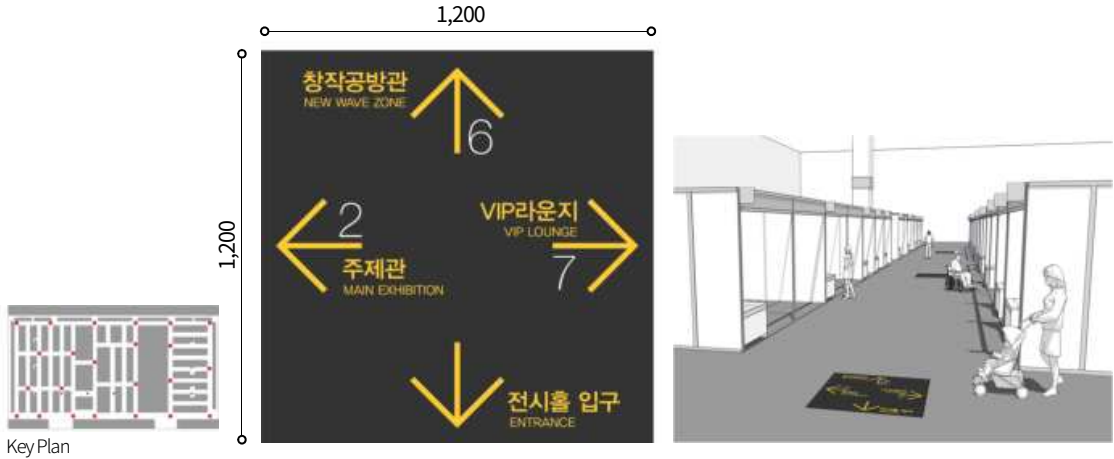 1,200
1,200
창작공방관
NEW WAVE ZONE
6
2
주제관
MAIN EXHIBITION
VIP라운지
VIP LOUNGE
7
전시홀 입구
ENTRANCE
Key Plan